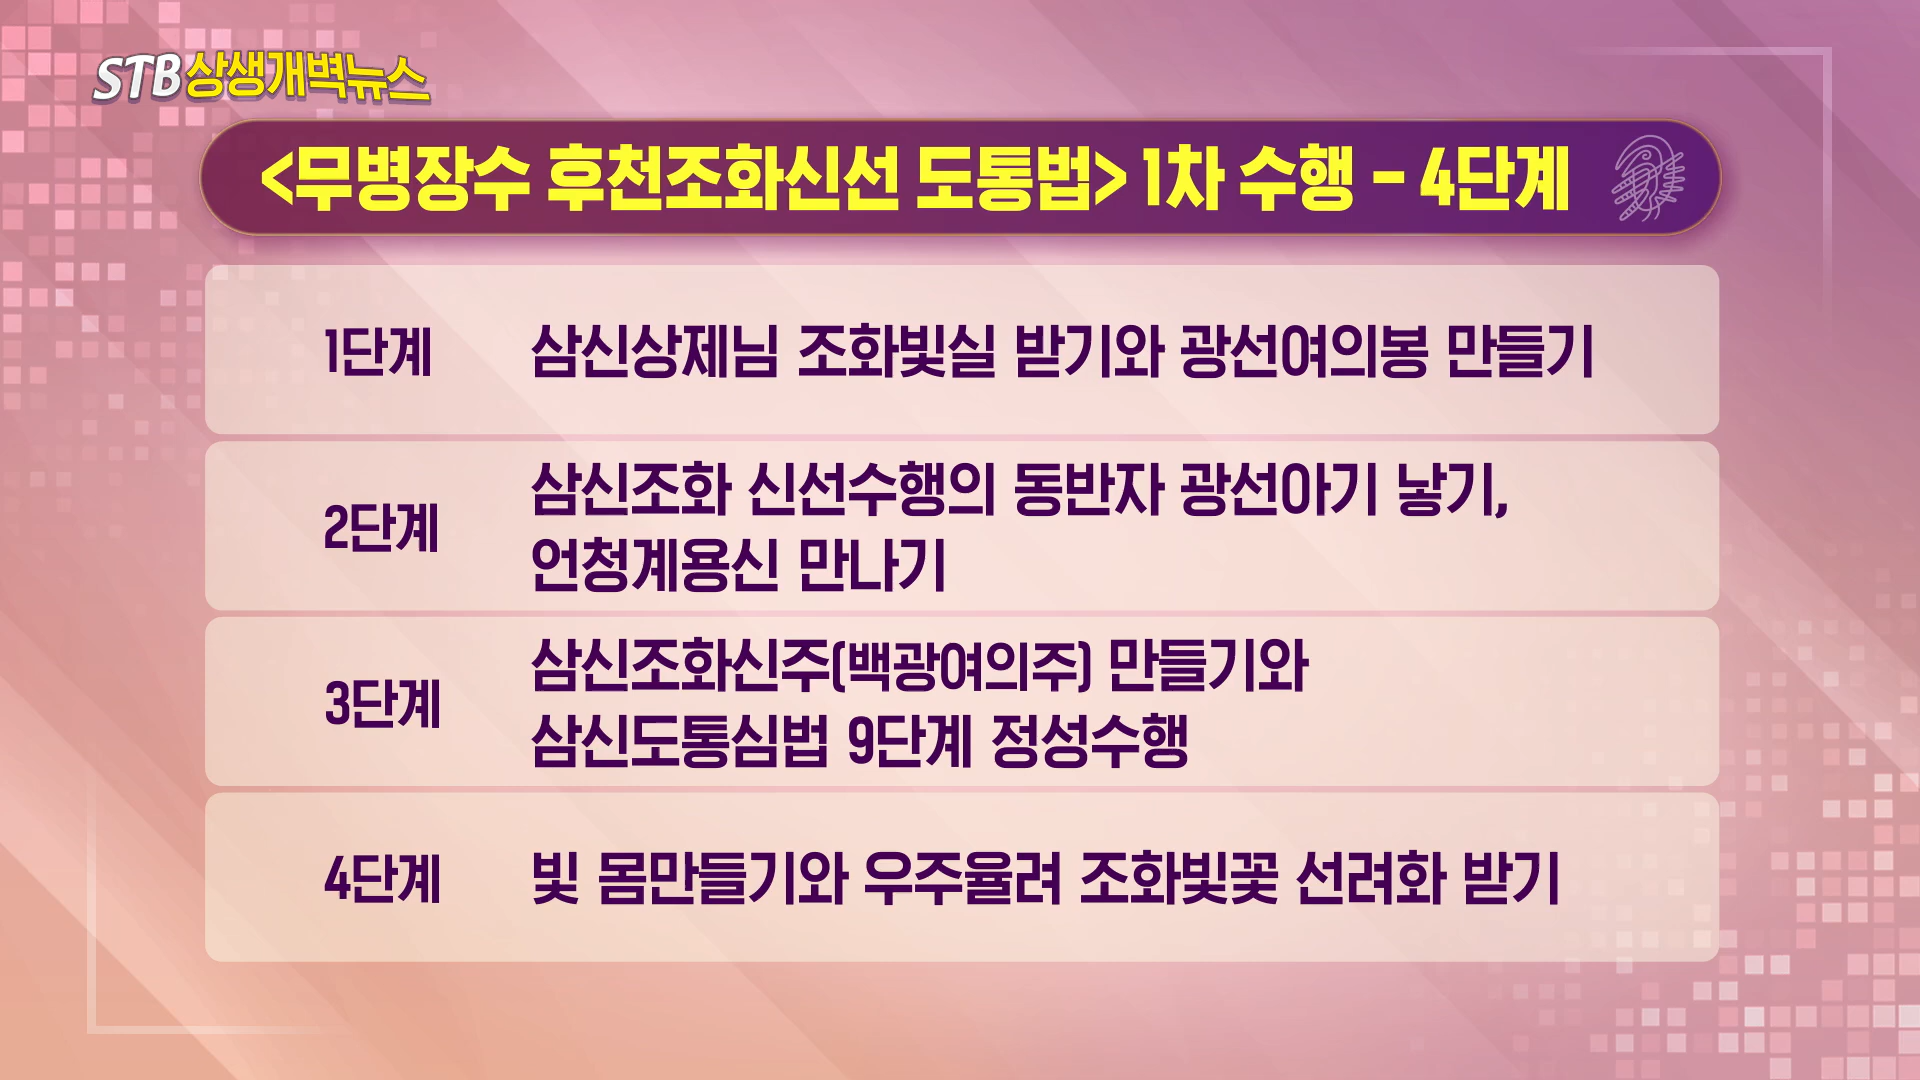 STB상생개벽뉴스
<무병장수 후천조화신선 도통법> 1차 수행 - 4단계
1단계 삼신상제님 조화빛실 받기와 광선여의봉 만들기
2단계 삼신조화 신선수행의 동반자 광선아기 낳기,
언청계용신 만나기
3단계 삼신조화신주(백광여의주) 만들기와
삼신도통심법 9단계 정성수행
4단계 빛 몸만들기와 우주율려 조화빛꽃 선려화 받기